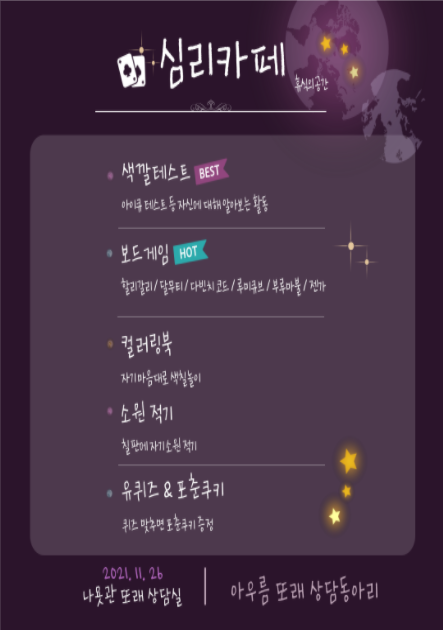 심리카페
휴식의공간
색깔테스트 BEST
아이큐 테스트 등 자신에 대해 알아보는 활동
보드게임 HOT
할리갈리 / 달무티 / 다빈치 코드 / 루미큐브 / 부루마블 / 젠가
컬러링북
자기 마음대로 색칠놀이
소원 적기
칠판에 자기 소원 적기
유퀴즈 & 포춘쿠키
퀴즈 맞추면 포춘쿠키 증정
2021. 11. 26
나욧관 또래 상담실
아우름 또래 상담동아리